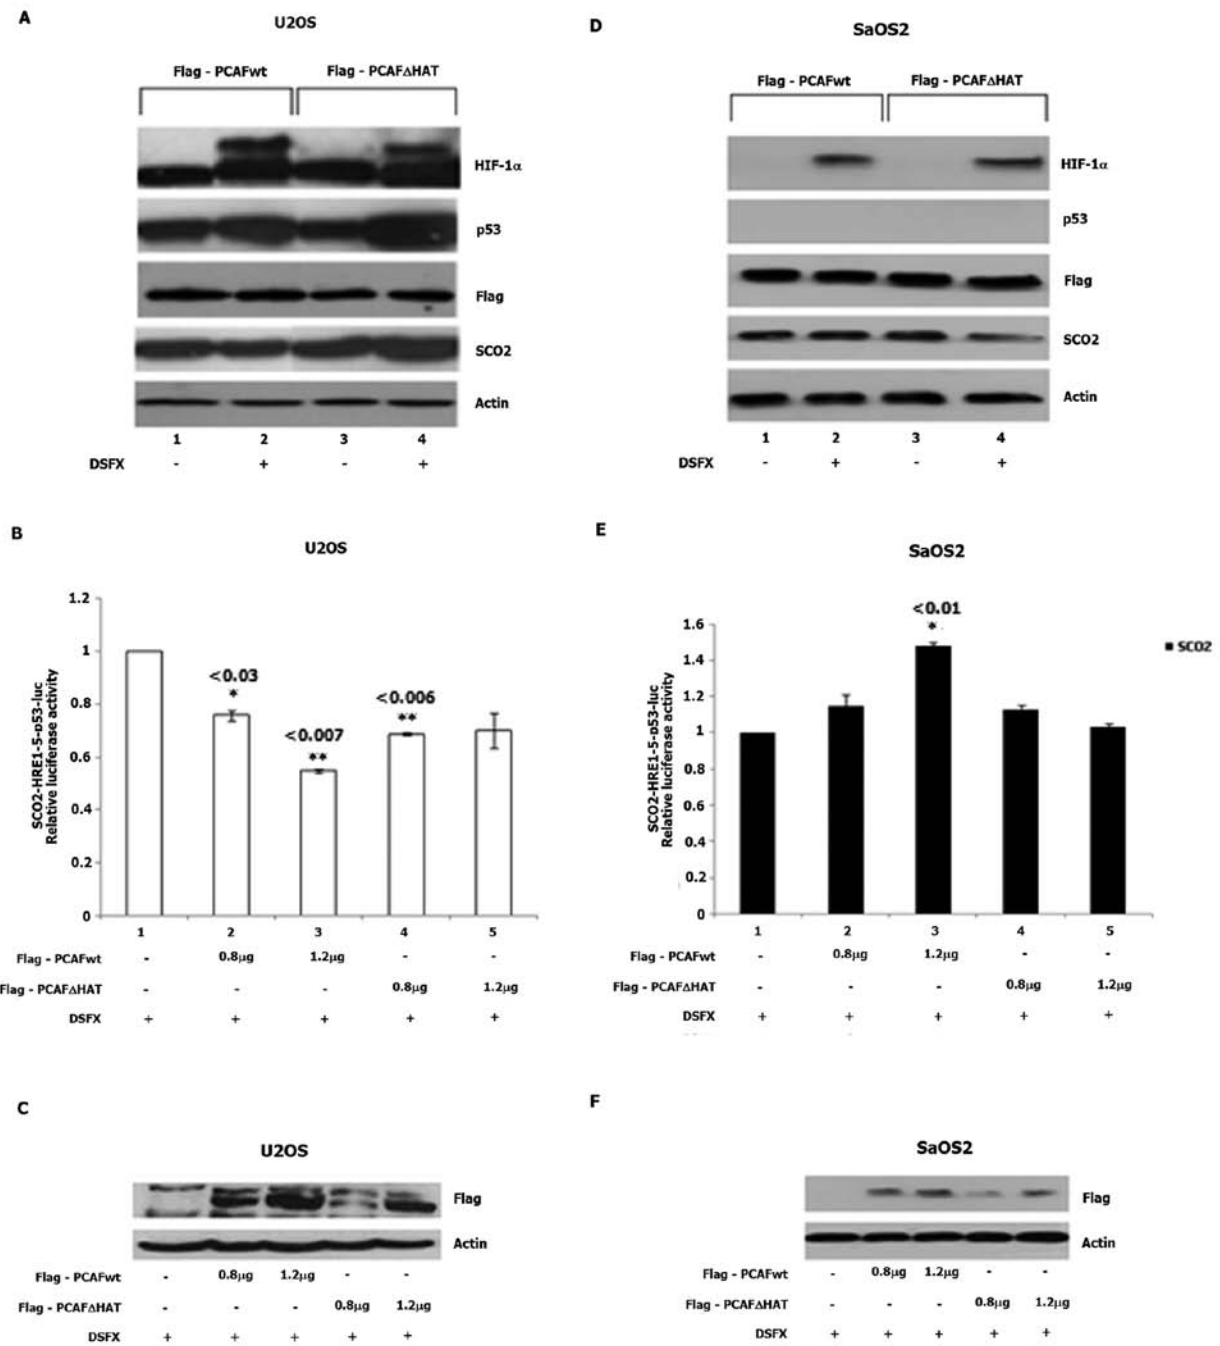 A
U2OS
Flag - PCAFwt Flag - PCAFΔHAT
HIF-1α
p53
Flag
SCO2
Actin
1 2 3 4
DSFX - + - +
D
SaOS2
Flag - PCAFwt Flag - PCAFΔHAT
HIF-1α
p53
Flag
SCO2
Actin
1 2 3 4
DSFX - + - +
B
U2OS
SCO2-HRE1-5-p53-luc
Relative luciferase activity
1.2
1
0.8
0.6
0.4
0.2
0
<0.03
*
<0.007
**
<0.006
**
1 2 3 4 5
Flag - PCAFwt - 0.8μg 1.2μg - -
Flag - PCAFΔHAT - - - 0.8μg 1.2μg
DSFX + + + + +
E
SaOS2
SCO2-HRE1-5-p53-luc
Relative luciferase activity
1.6
1.4
1.2
1
0.8
0.6
0.4
0.2
0
<0.01
*
SCO2
1 2 3 4 5
Flag - PCAFwt - 0.8μg 1.2μg - -
Flag - PCAFΔHAT - - - 0.8μg 1.2μg
DSFX + + + + +
C
U2OS
Flag
Actin
Flag - PCAFwt - 0.8μg 1.2μg - -
Flag - PCAFΔHAT - - - 0.8μg 1.2μg
DSFX + + + + +
F
SaOS2
Flag
Actin
Flag - PCAFwt - 0.8μg 1.2μg - -
Flag - PCAFΔHAT - - - 0.8μg 1.2μg
DSFX + + + + +